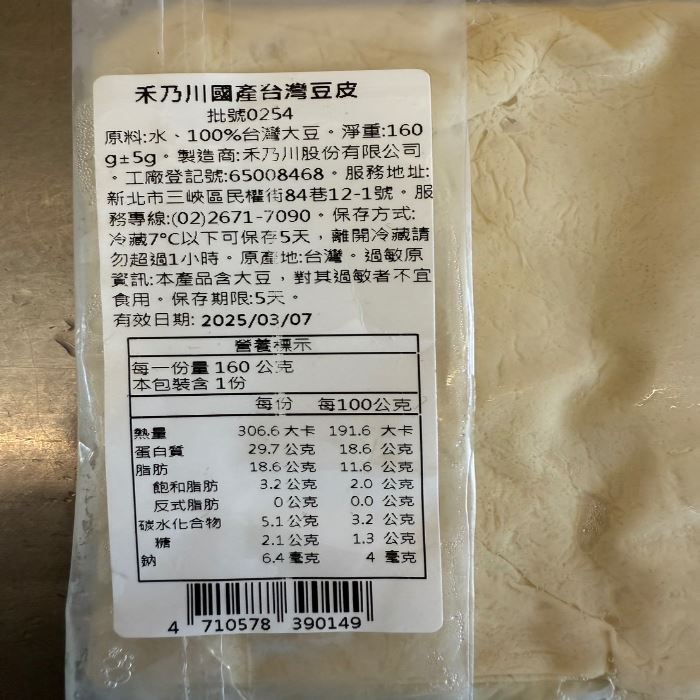 禾乃川國產台灣豆皮
批號0254
原料:水、100%台灣大豆。淨重:160
g±5g。製造商:禾乃川股份有限公司
。工廠登記號:65008468。服務地址:
新北市三峽區民權街84巷12-1號。服
務專線:(02)2671-7090。保存方式:
冷藏7°C以下可保存5天，離開冷藏請
勿超過1小時。原產地:台灣。過敏原
資訊:本產品含大豆，對其過敏者不宜
食用。保存期限:5天。
有效日期: 2025/03/07
營養標示
每一份量 160 公克
本包裝含 1份
每份 每100公克
熱量 306.6 大卡 191.6 大卡
蛋白質 29.7 公克 18.6 公克
脂肪 18.6 公克 11.6 公克
飽和脂肪 3.2 公克 2.0 公克
反式脂肪 0 公克 0.0 公克
碳水化合物 5.1 公克 3.2 公克
糖 2.1 公克 1.3 公克
鈉 6.4 毫克 4 毫克
4 710578 390149